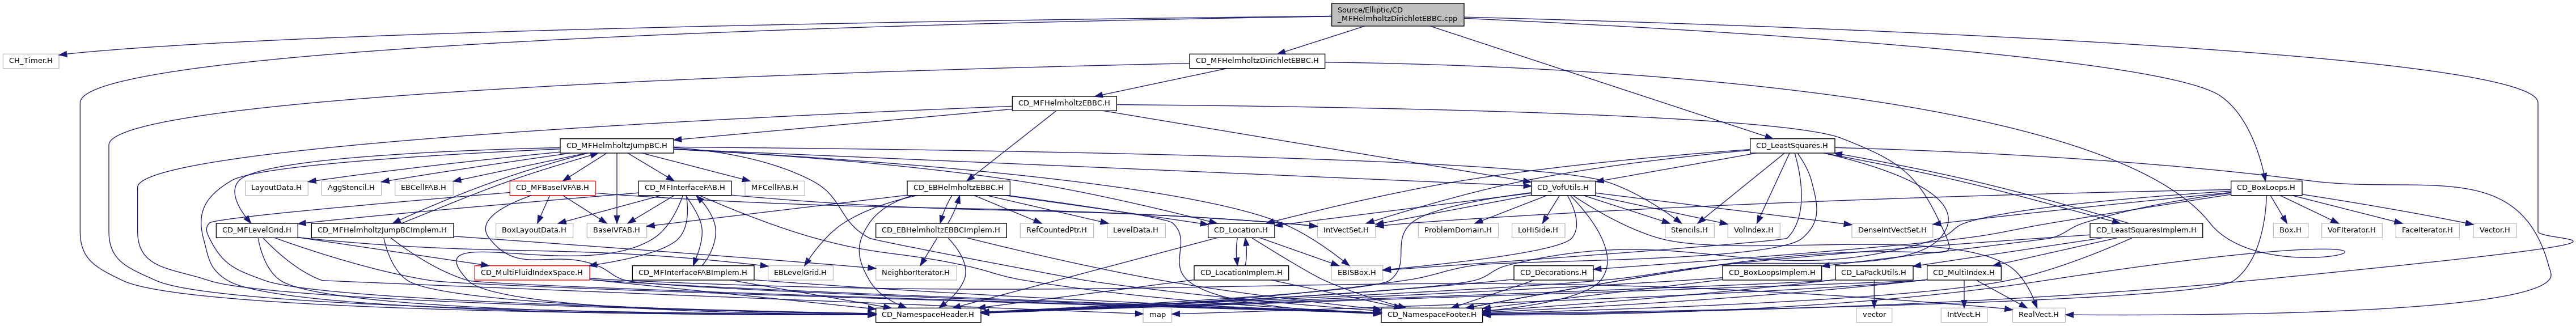 Source/Elliptic/CD
_MFHelmholtzDirichletEBBC.cpp
CH_Timer.H
CD_MFHelmholtzDirichletEBBC.H
CD_MFHelmholtzEBBC.H
CD_MFHelmholtzJumpBC.H
CD_LeastSquares.H
LayoutData.H
AggStencil.H
EBCellFAB.H
CD_MFBaseIVFAB.H
CD_MFInterfaceFAB.H
MFCellFAB.H
CD_EBHelmholtzEBBC.H
CD_VofUtils.H
CD_BoxLoops.H
CD_MFLevelGrid.H
CD_MFHelmholtzJumpBCImplem.H
BoxLayoutData.H
BaseIVFAB.H
CD_EBHelmholtzEBBCImplem.H
RefCountedPtr.H
LevelData.H
CD_Location.H
IntVectSet.H
ProblemDomain.H
LoHiSide.H
Stencils.H
VolIndex.H
DenseIntVectSet.H
CD_LeastSquaresImplem.H
Box.H
VoFIterator.H
FaceIterator.H
Vector.H
CD_MultiFluidIndexSpace.H
CD_MFInterfaceFABImplem.H
EBLevelGrid.H
NeighborIterator.H
CD_LocationImplem.H
EBISBox.H
CD_Decorations.H
CD_BoxLoopsImplem.H
CD_LaPackUtils.H
CD_MultiIndex.H
CD_NamespaceHeader.H
map
CD_NamespaceFooter.H
vector
IntVect.H
RealVect.H